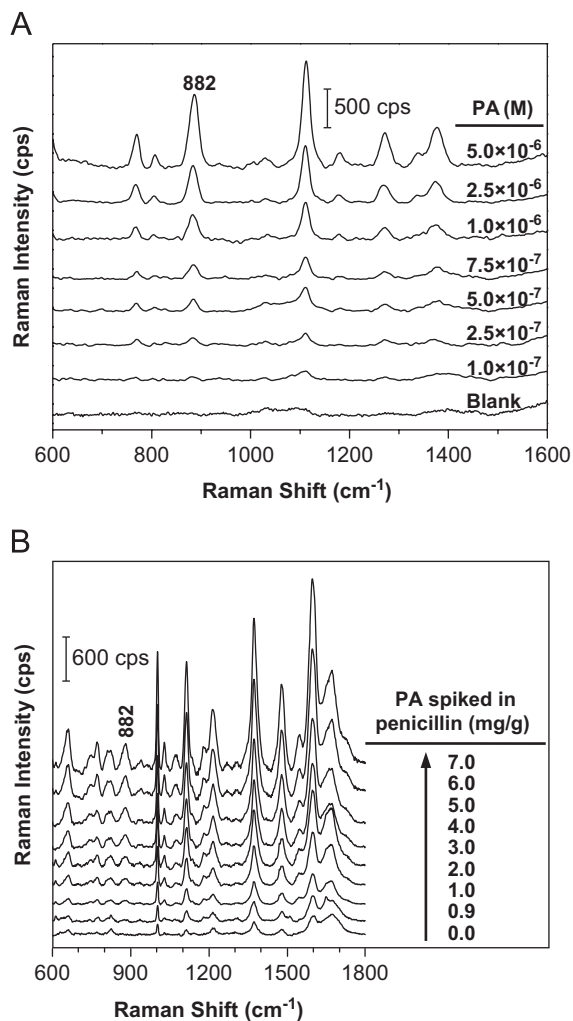 A
882
500 cps
PA (M)
5.0×10-6
2.5×10-6
1.0×10-6
7.5×10-7
5.0×10-7
2.5×10-7
1.0×10-7
Blank
Raman Intensity (cps)
600 800 1000 1200 1400 1600
Raman Shift (cm-1)
B
600 cps
882
PA spiked in
penicillin (mg/g)
7.0
6.0
5.0
4.0
3.0
2.0
1.0
0.9
0.0
Raman Intensity (cps)
600 900 1200 1500 1800
Raman Shift (cm-1)